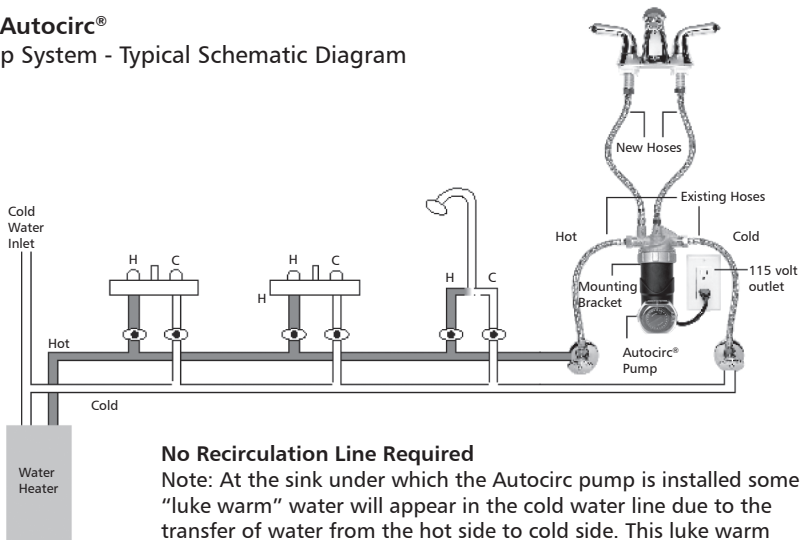 Autocirc®
p System - Typical Schematic Diagram
New Hoses
Existing Hoses
Cold
Water
Inlet
Hot
Cold
H C
H C
H
H C
Mounting
Bracket
115 volt
outlet
Hot
Autocirc®
Pump
Cold
Water
Heater
No Recirculation Line Required
Note: At the sink under which the Autocirc pump is installed some
“luke warm” water will appear in the cold water line due to the
transfer of water from the hot side to cold side. This luke warm